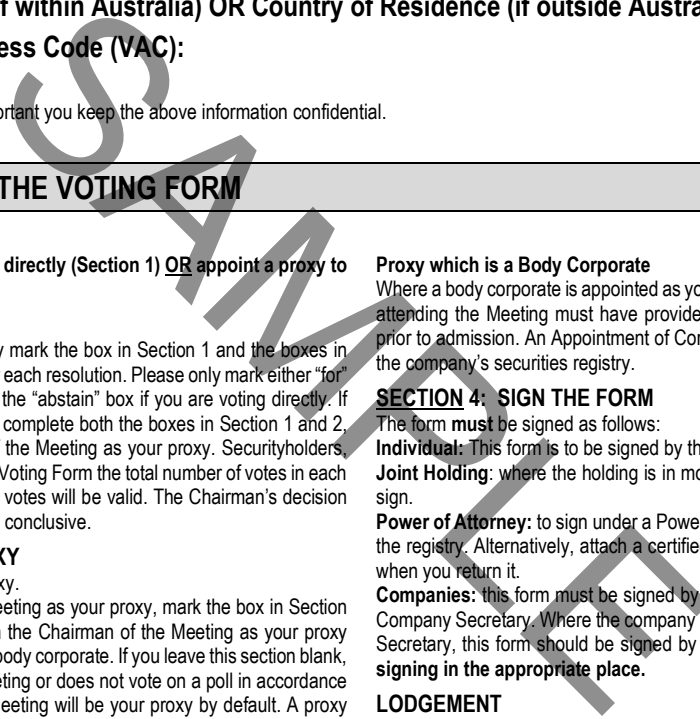 f within Australia) OR Country of Residence (if outside Austra
ess Code (VAC):
ortant you keep the above information confidential.
THE VOTING FORM
directly (Section 1) OR appoint a proxy to
y mark the box in Section 1 and the boxes in
each resolution. Please only mark either “for”
the “abstain” box if you are voting directly. If
complete both the boxes in Section 1 and 2,
the Meeting as your proxy. Securityholders,
Voting Form the total number of votes in each
votes will be valid. The Chairman’s decision
conclusive.
XY
xy.
eeting as your proxy, mark the box in Section
the Chairman of the Meeting as your proxy
body corporate. If you leave this section blank,
eting or does not vote on a poll in accordance
eeting will be your proxy by default. A proxy
Proxy which is a Body Corporate
Where a body corporate is appointed as yo
attending the Meeting must have provide
prior to admission. An Appointment of Cor
the company’s securities registry.
SECTION 4: SIGN THE FORM
The form must be signed as follows:
Individual: This form is to be signed by th
Joint Holding: where the holding is in mo
sign.
Power of Attorney: to sign under a Powe
the registry. Alternatively, attach a certifie
when you return it.
Companies: this form must be signed by
Company Secretary. Where the company
Secretary, this form should be signed by
signing in the appropriate place.
LODGEMENT
SAMPLE